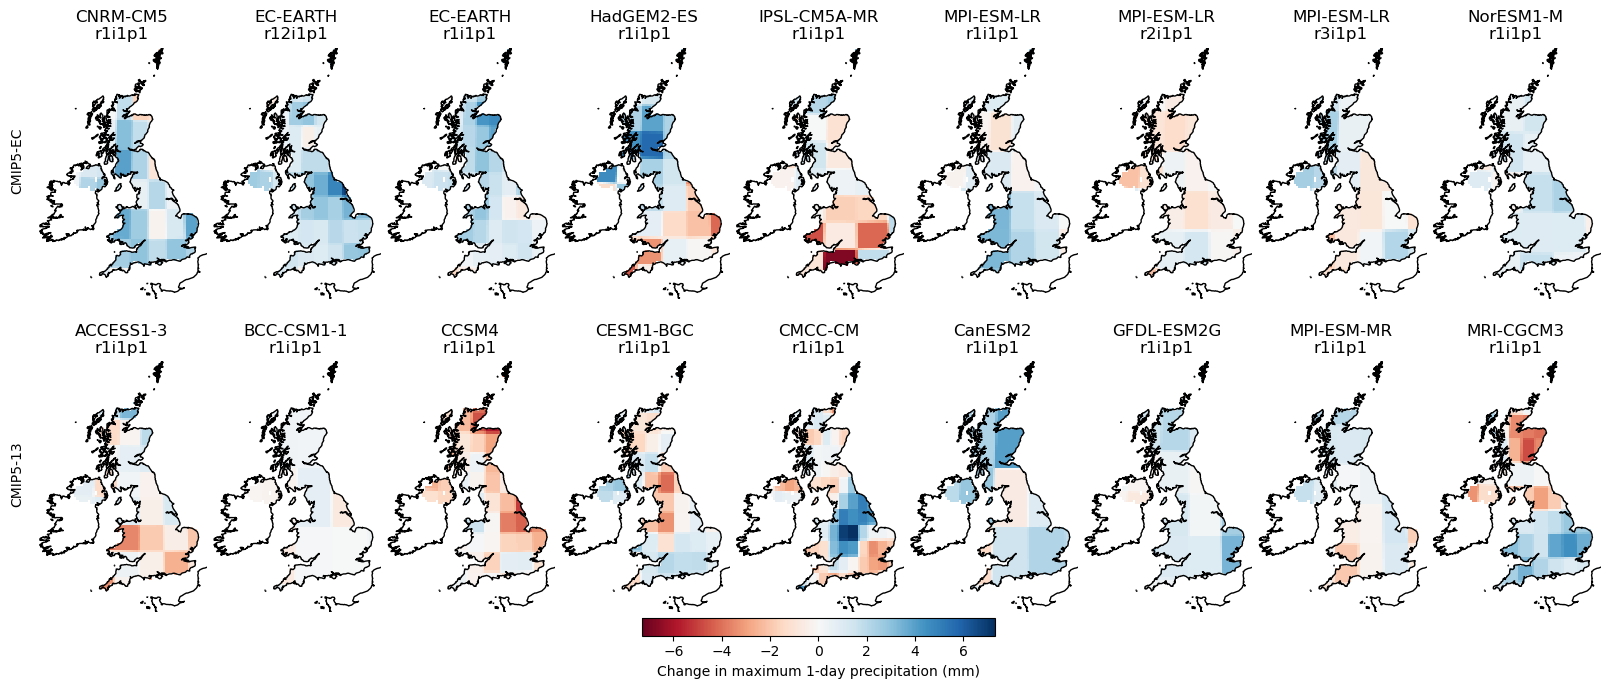 CNRM-CM5 EC-EARTH EC-EARTH HadGEM2-ES IPSL-CM5A-MR MPI-ESM-LR MPI-ESM-LR MPI-ESM-LR NorESM1-M
r1i1p1 r12i1p1 r1i1p1 r1i1p1 r1i1p1 r1i1p1 r2i1p1 r3i1p1 r1i1p1
CMIP5-EC
ACCESS1-3 BCC-CSM1-1 CCSM4 CESM1-BGC CMCC-CM CanESM2 GFDL-ESM2G MPI-ESM-MR MRI-CGCM3
r1i1p1 r1i1p1 r1i1p1 r1i1p1 r1i1p1 r1i1p1 r1i1p1 r1i1p1 r1i1p1
CMIP5-13
−6 −4 −2 0 2 4 6
Change in maximum 1-day precipitation (mm)